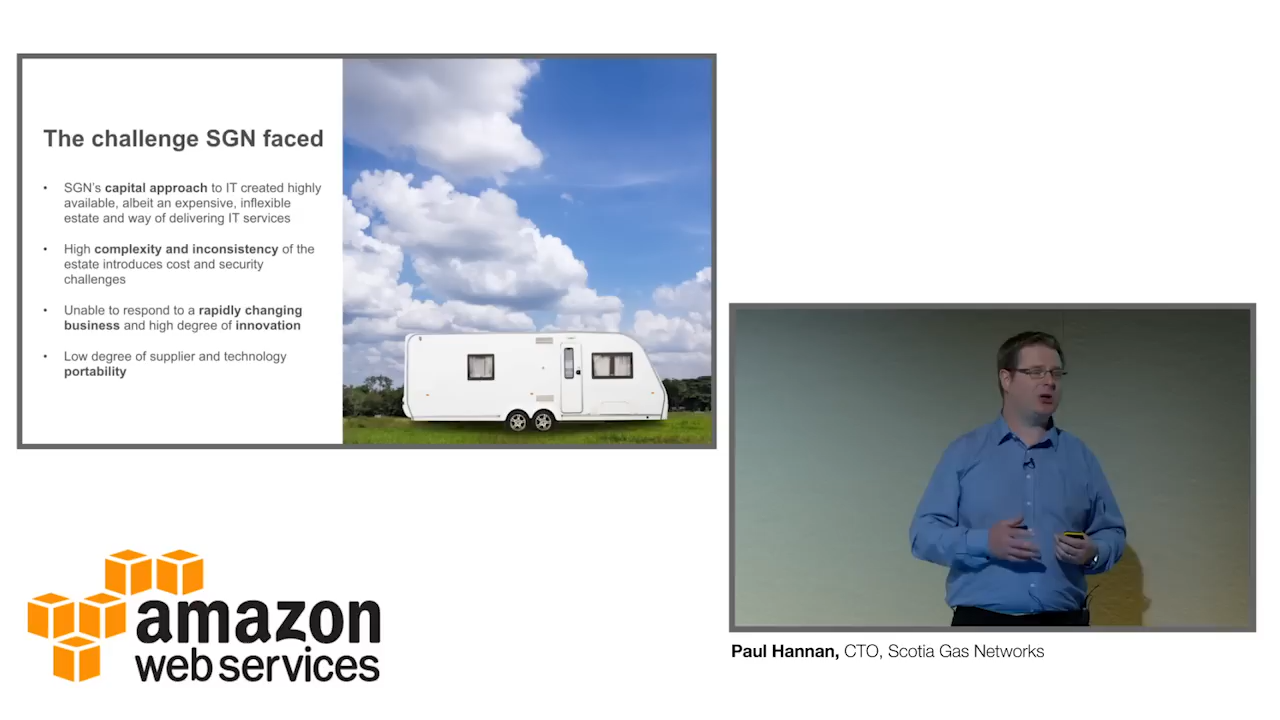 The challenge SGN faced
• SGN's capital approach to IT created highly
available, albeit an expensive, inflexible
estate and way of delivering IT services
• High complexity and inconsistency of the
estate introduces cost and security
challenges
• Unable to respond to a rapidly changing
business and high degree of innovation
• Low degree of supplier and technology
portability
amazon
web services
Paul Hannan, CTO, Scotia Gas Networks